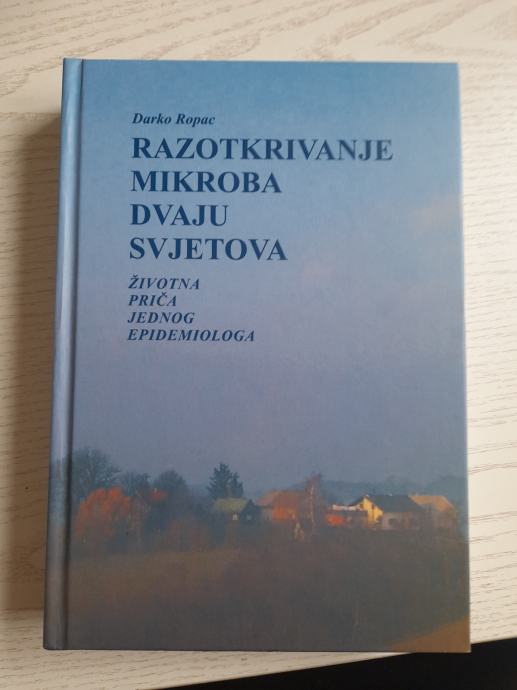 Darko Ropac
RAZOTKRIVANJE
MIKROBA
DVAJU
SVJETOVA
ŽIVOTNA
PRIČA
JEDNOG
EPIDEMIOLOGA